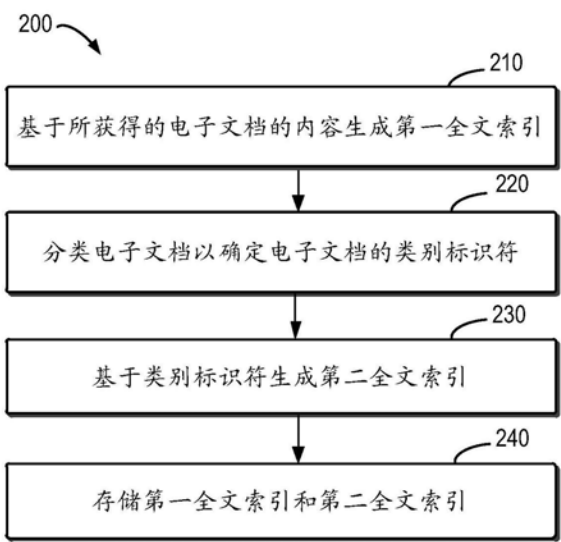 200
210
基于所获得的电子文档的内容生成第一全文索引
220
分类电子文档以确定电子文档的类别标识符
230
基于类别标识符生成第二全文索引
240
存储第一全文索引和第二全文索引